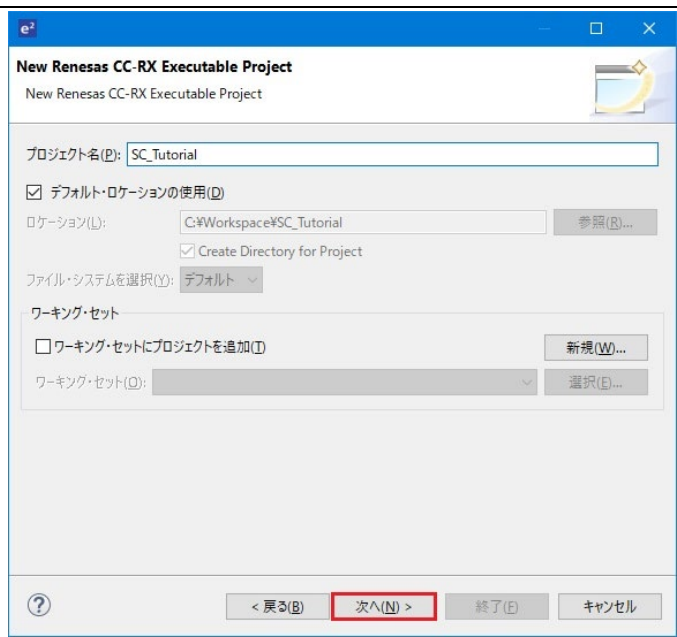 e²
New Renesas CC-RX Executable Project
New Renesas CC-RX Executable Project
プロジェクト名(P): SC_Tutorial
デフォルト・ロケーションの使用(D)
ロケーション(L): C:¥Workspace¥SC_Tutorial 参照(R)...
Create Directory for Project
ファイル・システムを選択(Y): デフォルト
ワーキング・セット
ワーキング・セットにプロジェクトを追加(T) 新規(W)...
ワーキング・セット(O): 選択(E)...
? < 戻る(B) 次へ(N) > 終了(F) キャンセル